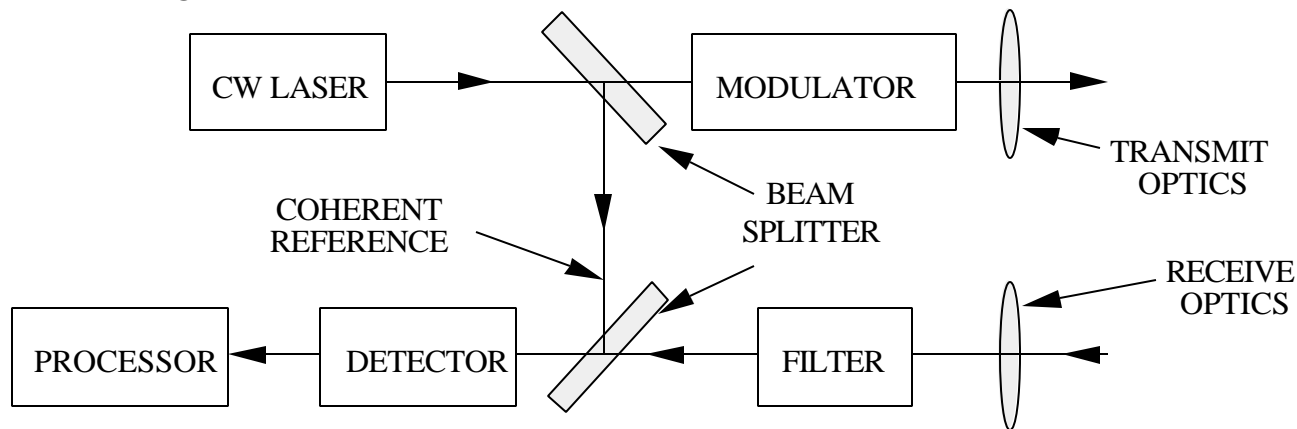 CW LASER
MODULATOR
TRANSMIT
OPTICS
COHERENT
REFERENCE
BEAM
SPLITTER
RECEIVE
OPTICS
PROCESSOR
DETECTOR
FILTER